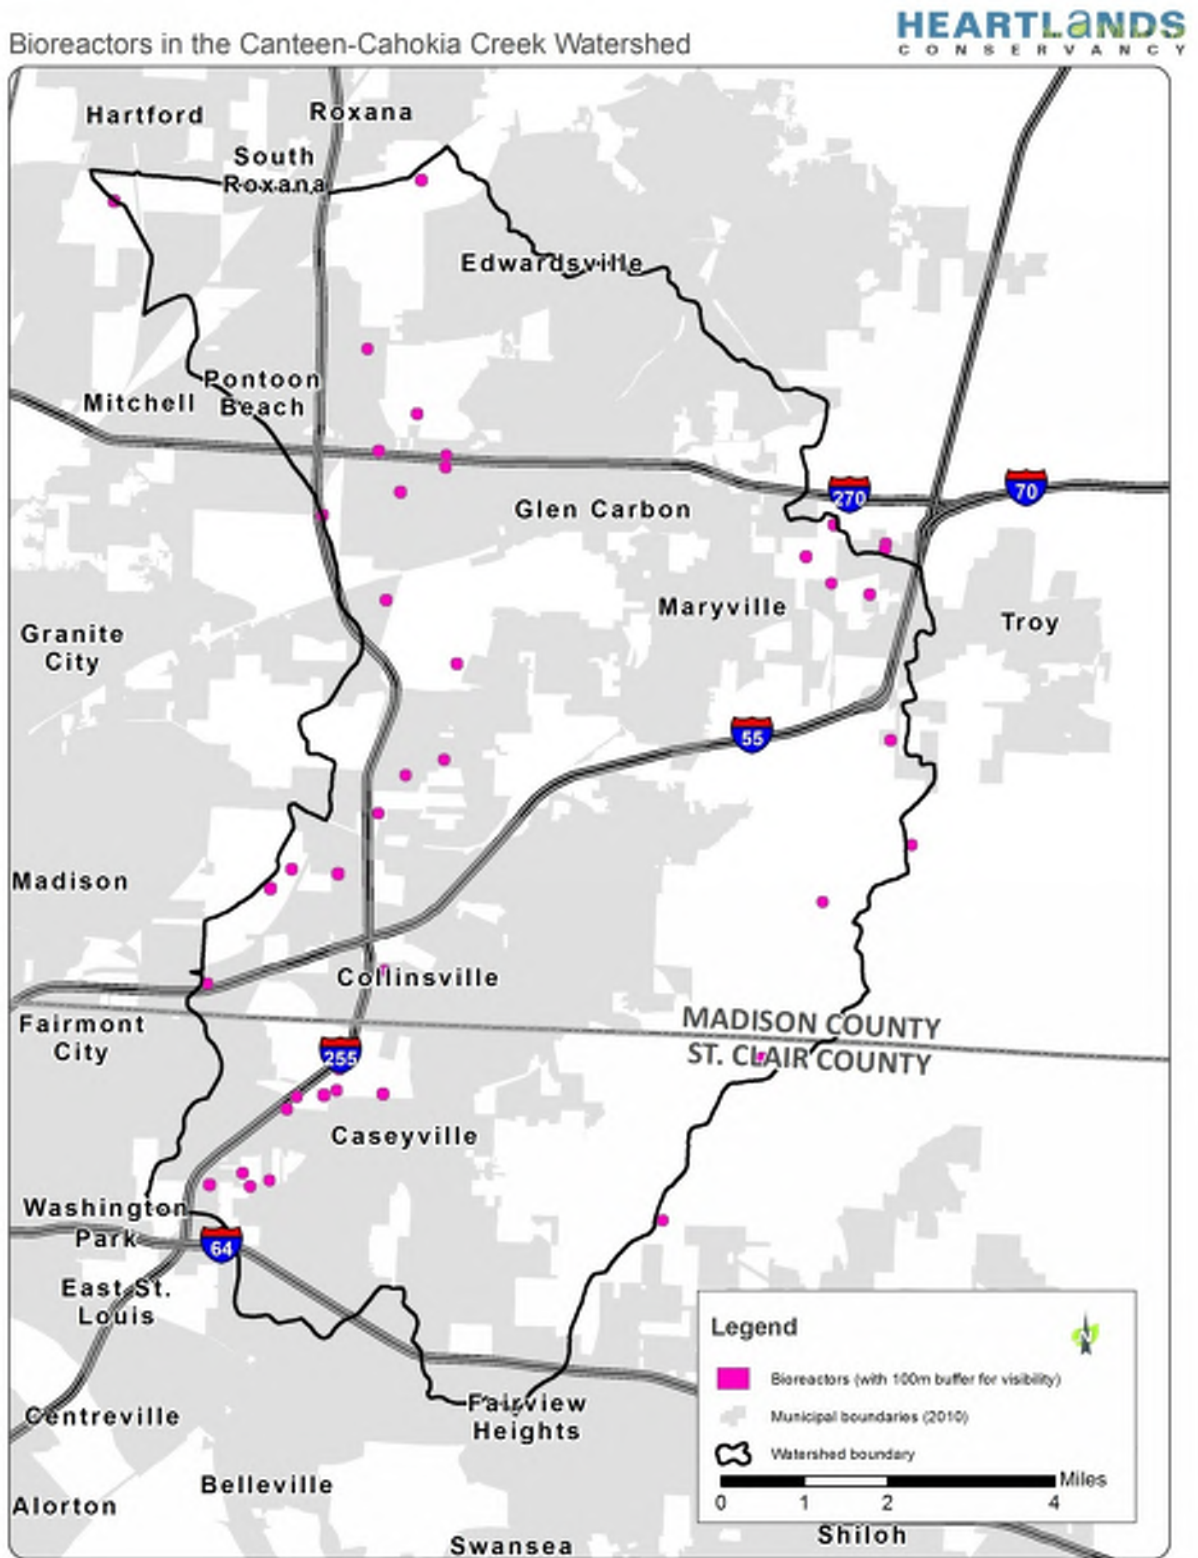 HEARTLANDS
CONSERVANCY
Bioreactors in the Canteen-Cahokia Creek Watershed
Hartford
Roxana
South
Roxana
Edwardsville
Pontoon
Beach
Mitchell
270
70
Glen Carbon
Maryville
Troy
Granite
City
55
Madison
Collinsville
MADISON COUNTY
ST. CLAIR COUNTY
Fairmont
City
255
Caseyville
Washington
Park
64
East St.
Louis
Legend
N
Bioreactors (with 100m buffer for visibility)
Municipal boundaries (2010)
Watershed boundary
Miles
0 1 2 4
Fairview
Heights
Centreville
Belleville
Alorton
Swansea
Shiloh